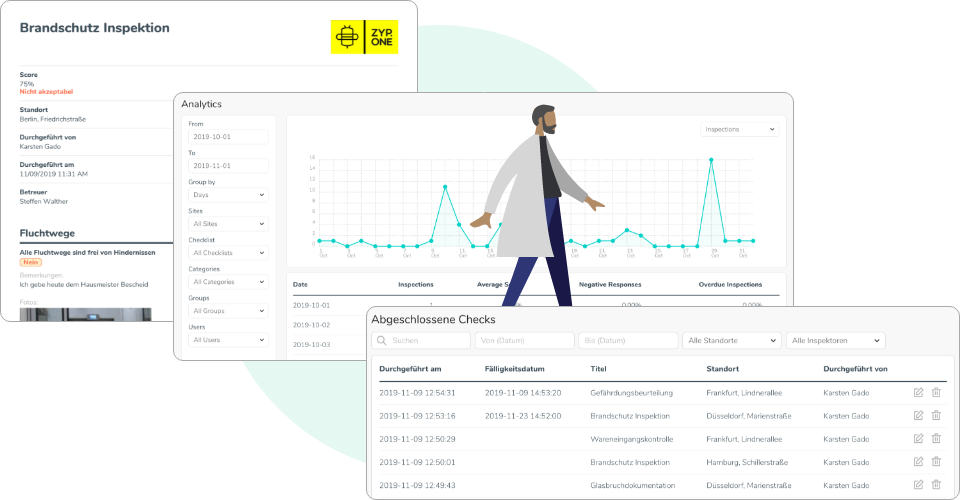 Brandschutz Inspektion
ZYP.
ONE
Score
75%
Nicht akzeptabel
Standort
Berlin, Friedrichstraße
Durchgeführt von
Karsten Gado
Durchgeführt am
11/09/2019 11:31 AM
Betreuer
Steffen Walther
Fluchtwege
Alle Fluchtwege sind frei von Hindernissen
Nein
Bemerkungen:
Ich gebe heute dem Hausmeister Bescheid
Fotos:
Analytics
From
2019-10-01
To
2019-11-01
Group by
Days
Sites
All Sites
Checklist
All Checklists
Categories
All Categories
Groups
All Groups
Users
All Users
Inspections
16
14
12
10
8
6
4
2
0
Date Inspections Average Negative Responses Overdue Inspections
2019-10-01 1 0.00% 0.00%
2019-10-02
2019-10-03
Abgeschlossene Checks
Suchen Von (Datum) Bis (Datum) Alle Standorte Alle Inspektoren
Durchgeführt am Fälligkeitsdatum Titel Standort Durchgeführt von
2019-11-09 12:54:31 2019-11-09 14:53:20 Gefährdungsbeurteilung Frankfurt, Lindnerallee Karsten Gado
2019-11-09 12:53:16 2019-11-23 14:52:00 Brandschutz Inspektion Düsseldorf, Marienstraße Karsten Gado
2019-11-09 12:50:29 Wareneingangskontrolle Frankfurt, Lindnerallee Karsten Gado
2019-11-09 12:50:01 Brandschutz Inspektion Hamburg, Schillerstraße Karsten Gado
2019-11-09 12:49:43 Glasbruchdokumentation Düsseldorf, Marienstraße Karsten Gado